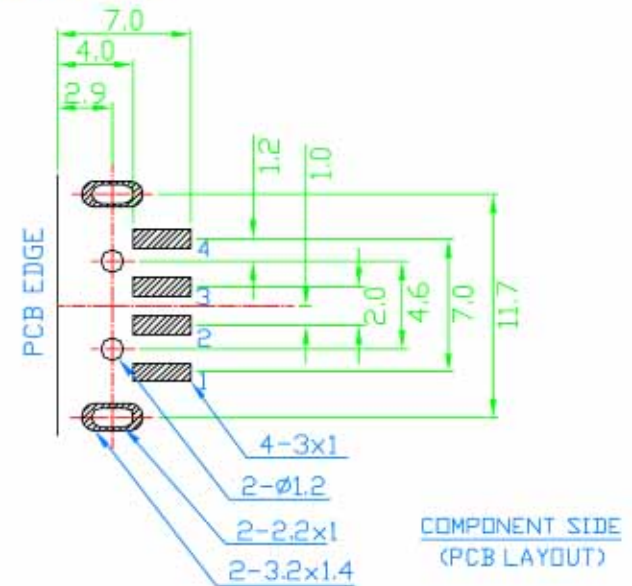 7.0
4.0
2.9
1.2
1.0
PCB EDGE
4
3
2
1
2.0
4.6
7.0
11.7
4-3x1
2-ø1.2
2-2.2x1
2-3.2x1.4
COMPONENT SIDE
(PCB LAYOUT)